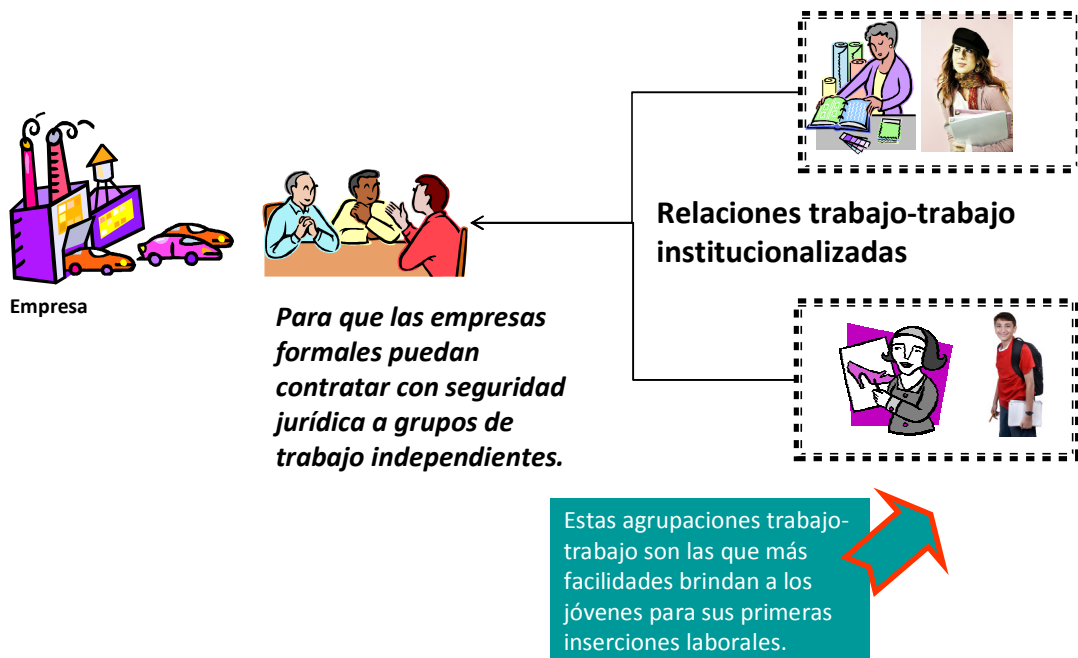 Empresa
Para que las empresas
formales puedan
contratar con seguridad
jurídica a grupos de
trabajo independientes.
Relaciones trabajo-trabajo
institucionalizadas
Estas agrupaciones trabajo-
trabajo son las que más
facilidades brindan a los
jóvenes para sus primeras
inserciones laborales.